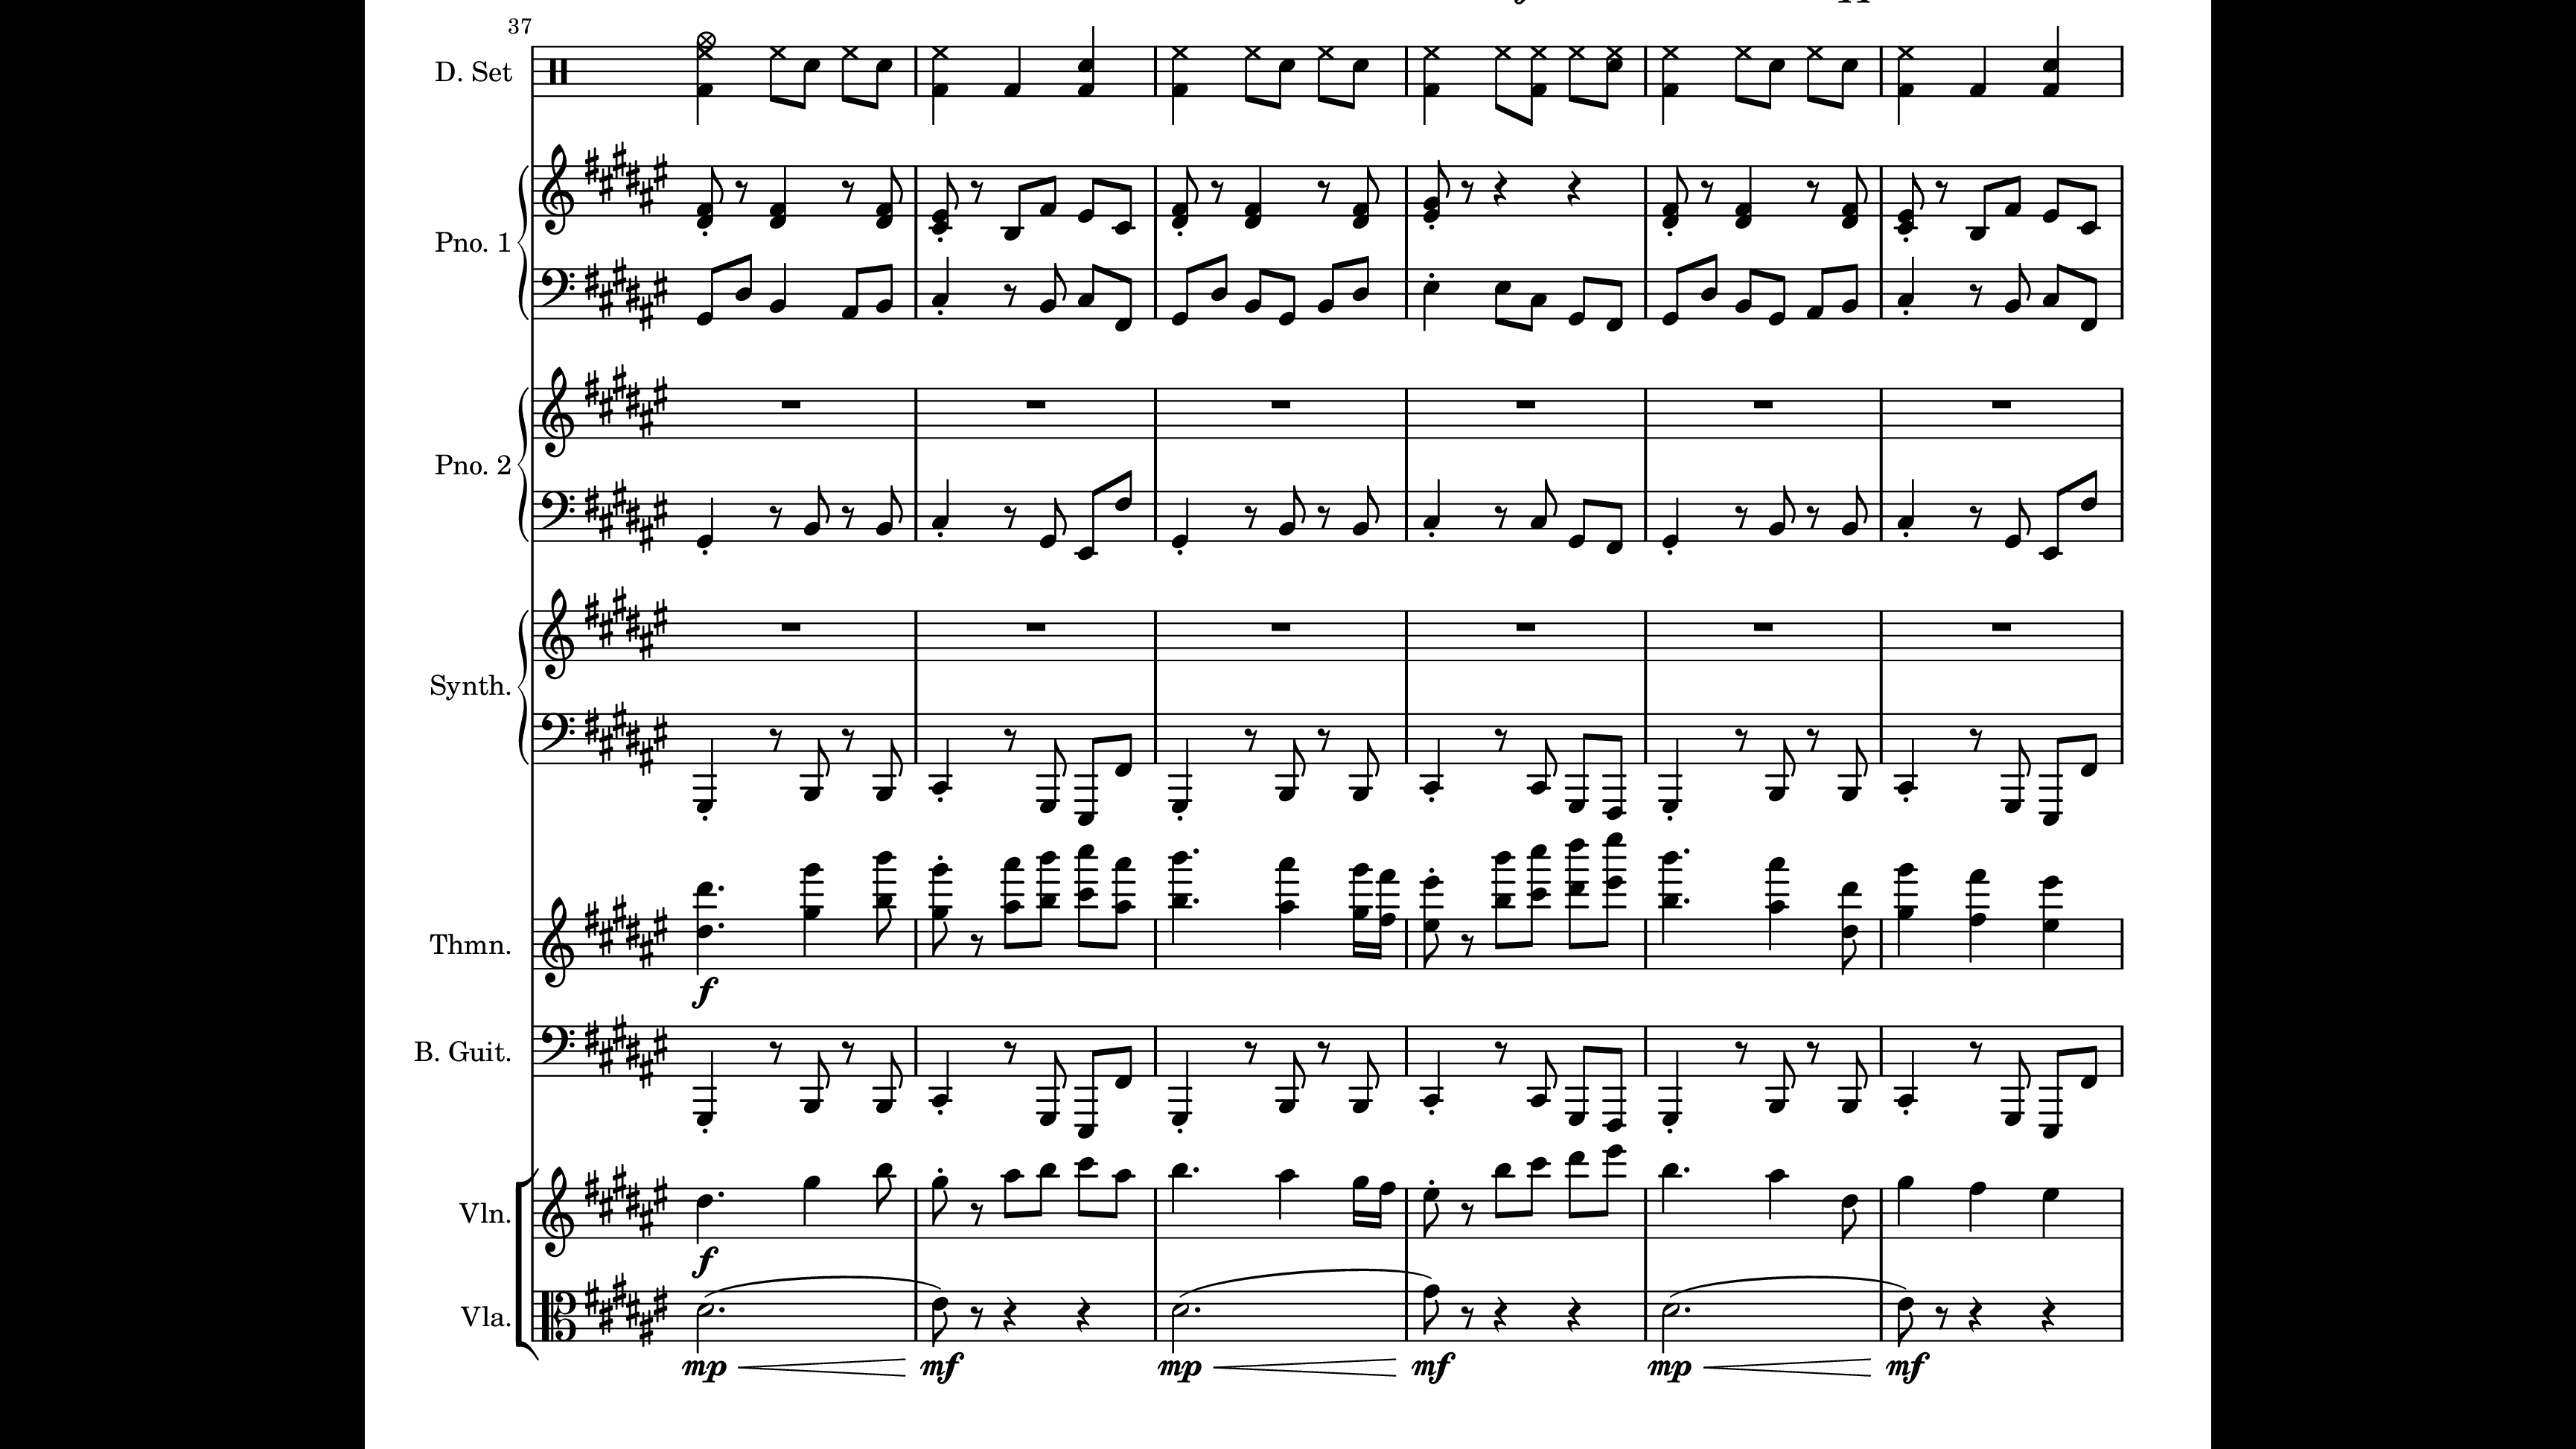 37
D. Set
Pno. 1
Pno. 2
Synth.
Thmn.
f
B. Guit.
Vln.
f
Vla.
mp mf mp mf mp mf